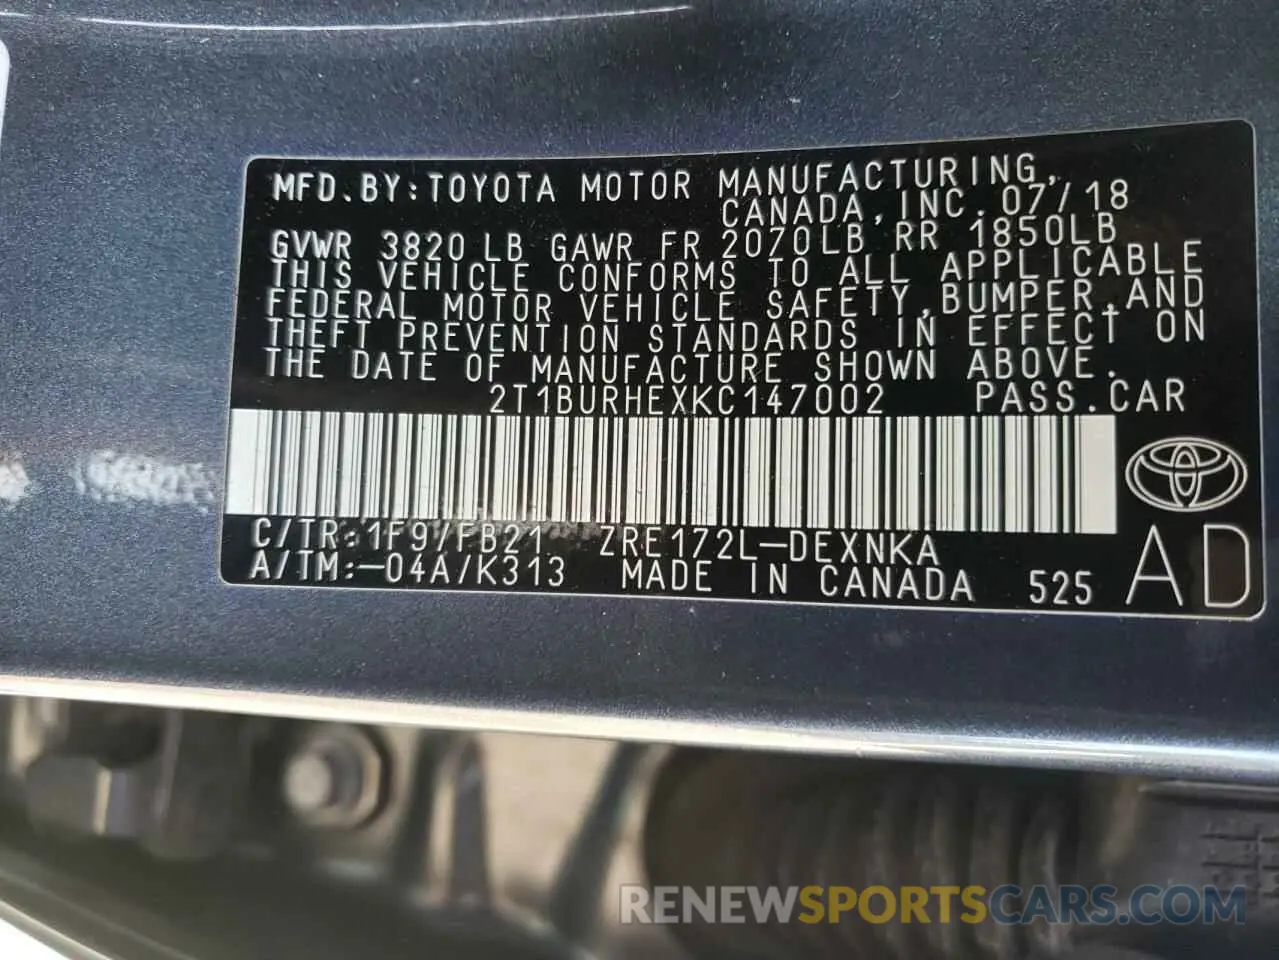 MFD.BY:TOYOTA MOTOR MANUFACTURING,
CANADA,INC.07/18
GVWR 3820LB GAWR FR 2070LB RR 1850LB
THIS VEHICLE CONFORMS TO ALL APPLICABLE
FEDERAL MOTOR VEHICLE SAFETY,BUMPER,AND
THEFT PREVENTION STANDARDS IN EFFECT ON
THE DATE OF MANUFACTURE SHOWN ABOVE.
2T1BURHEXKC147002 PASS.CAR
C/TR:1F9/FB21 ZRE172L-DEXNKA
A/TM:-04A/K313 MADE IN CANADA 525
AD
RENEWSPORTSCARS.COM